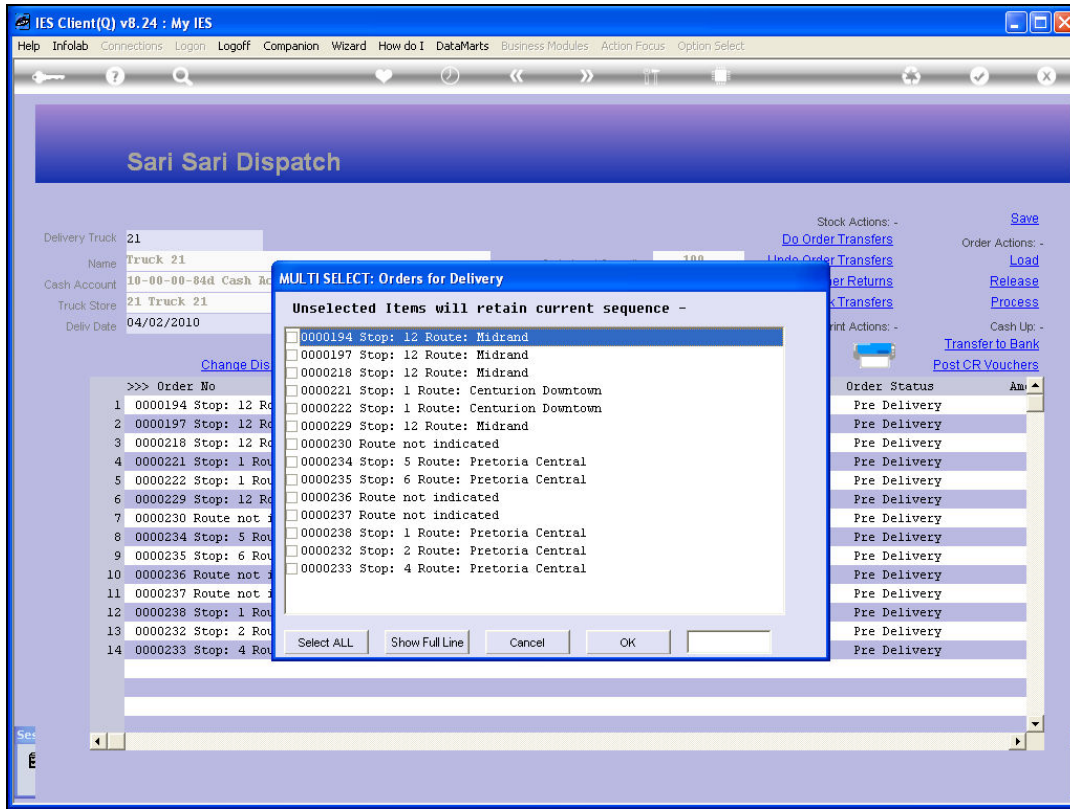 IES Client(Q) v8.24 : My IES
Help Infolab Connections Logon Logoff Companion Wizard How do I DataMarts Business Modules Action Focus Option Select
Sari Sari Dispatch
Stock Actions: - Save
Delivery Truck 21 Do Order Transfers Order Actions: -
Name Truck 21 100 Undo Order Transfers Load
Cash Account 10-00-00-84d Cash Ac er Returns Release
Truck Store 21 Truck 21 Transfers Process
Deliv Date 04/02/2010 rint Actions: - Cash Up: -
Transfer to Bank
Change Dis Post CR Vouchers
MULTI SELECT: Orders for Delivery
Unselected Items will retain current sequence -
0000194 Stop: 12 Route: Midrand
0000197 Stop: 12 Route: Midrand
0000218 Stop: 12 Route: Midrand
0000221 Stop: 1 Route: Centurion Downtown
0000222 Stop: 1 Route: Centurion Downtown
0000229 Stop: 12 Route: Midrand
0000230 Route not indicated
0000234 Stop: 5 Route: Pretoria Central
0000235 Stop: 6 Route: Pretoria Central
0000236 Route not indicated
0000237 Route not indicated
0000238 Stop: 1 Route: Pretoria Central
0000232 Stop: 2 Route: Pretoria Central
0000233 Stop: 4 Route: Pretoria Central
Select ALL Show Full Line Cancel OK
>>> Order No Order Status Am
1 0000194 Stop: 12 Ro Pre Delivery
2 0000197 Stop: 12 Ro Pre Delivery
3 0000218 Stop: 12 Ro Pre Delivery
4 0000221 Stop: 1 Rou Pre Delivery
5 0000222 Stop: 1 Rou Pre Delivery
6 0000229 Stop: 12 Ro Pre Delivery
7 0000230 Route not i Pre Delivery
8 0000234 Stop: 5 Rou Pre Delivery
9 0000235 Stop: 6 Rou Pre Delivery
10 0000236 Route not i Pre Delivery
11 0000237 Route not i Pre Delivery
12 0000238 Stop: 1 Rou Pre Delivery
13 0000232 Stop: 2 Rou Pre Delivery
14 0000233 Stop: 4 Rou Pre Delivery
Ses